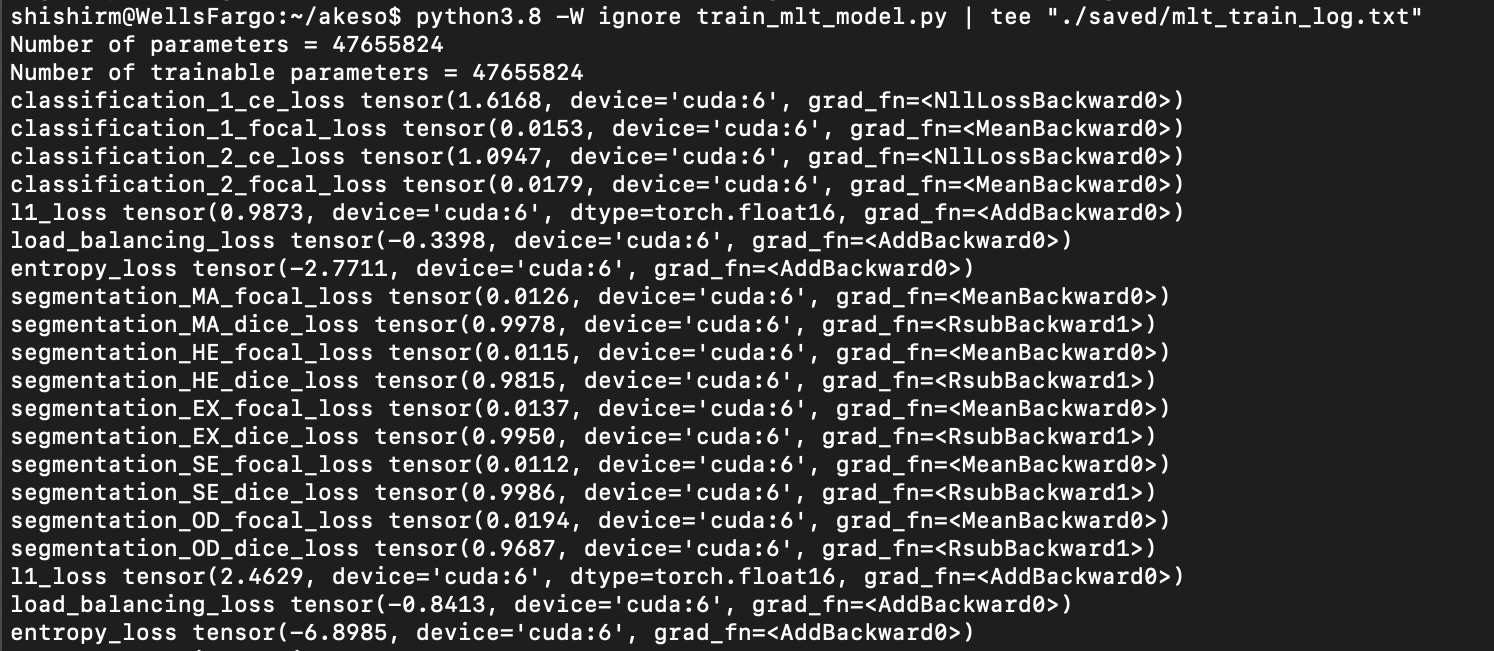 shishirm@WellsFargo:~/akeso$ python3.8 -W ignore train_mlt_model.py | tee "./saved/mlt_train_log.txt"
Number of parameters = 47655824
Number of trainable parameters = 47655824
classification_1_ce_loss tensor(1.6168, device='cuda:6', grad_fn=<NllLossBackward0>)
classification_1_focal_loss tensor(0.0153, device='cuda:6', grad_fn=<MeanBackward0>)
classification_2_ce_loss tensor(1.0947, device='cuda:6', grad_fn=<NllLossBackward0>)
classification_2_focal_loss tensor(0.0179, device='cuda:6', grad_fn=<MeanBackward0>)
l1_loss tensor(0.9873, device='cuda:6', dtype=torch.float16, grad_fn=<AddBackward0>)
load_balancing_loss tensor(-0.3398, device='cuda:6', grad_fn=<AddBackward0>)
entropy_loss tensor(-2.7711, device='cuda:6', grad_fn=<AddBackward0>)
segmentation_MA_focal_loss tensor(0.0126, device='cuda:6', grad_fn=<MeanBackward0>)
segmentation_MA_dice_loss tensor(0.9978, device='cuda:6', grad_fn=<RsubBackward1>)
segmentation_HE_focal_loss tensor(0.0115, device='cuda:6', grad_fn=<MeanBackward0>)
segmentation_HE_dice_loss tensor(0.9815, device='cuda:6', grad_fn=<RsubBackward1>)
segmentation_EX_focal_loss tensor(0.0137, device='cuda:6', grad_fn=<MeanBackward0>)
segmentation_EX_dice_loss tensor(0.9950, device='cuda:6', grad_fn=<RsubBackward1>)
segmentation_SE_focal_loss tensor(0.0112, device='cuda:6', grad_fn=<MeanBackward0>)
segmentation_SE_dice_loss tensor(0.9986, device='cuda:6', grad_fn=<RsubBackward1>)
segmentation_OD_focal_loss tensor(0.0194, device='cuda:6', grad_fn=<MeanBackward0>)
segmentation_OD_dice_loss tensor(0.9687, device='cuda:6', grad_fn=<RsubBackward1>)
l1_loss tensor(2.4629, device='cuda:6', dtype=torch.float16, grad_fn=<AddBackward0>)
load_balancing_loss tensor(-0.8413, device='cuda:6', grad_fn=<AddBackward0>)
entropy_loss tensor(-6.8985, device='cuda:6', grad_fn=<AddBackward0>)